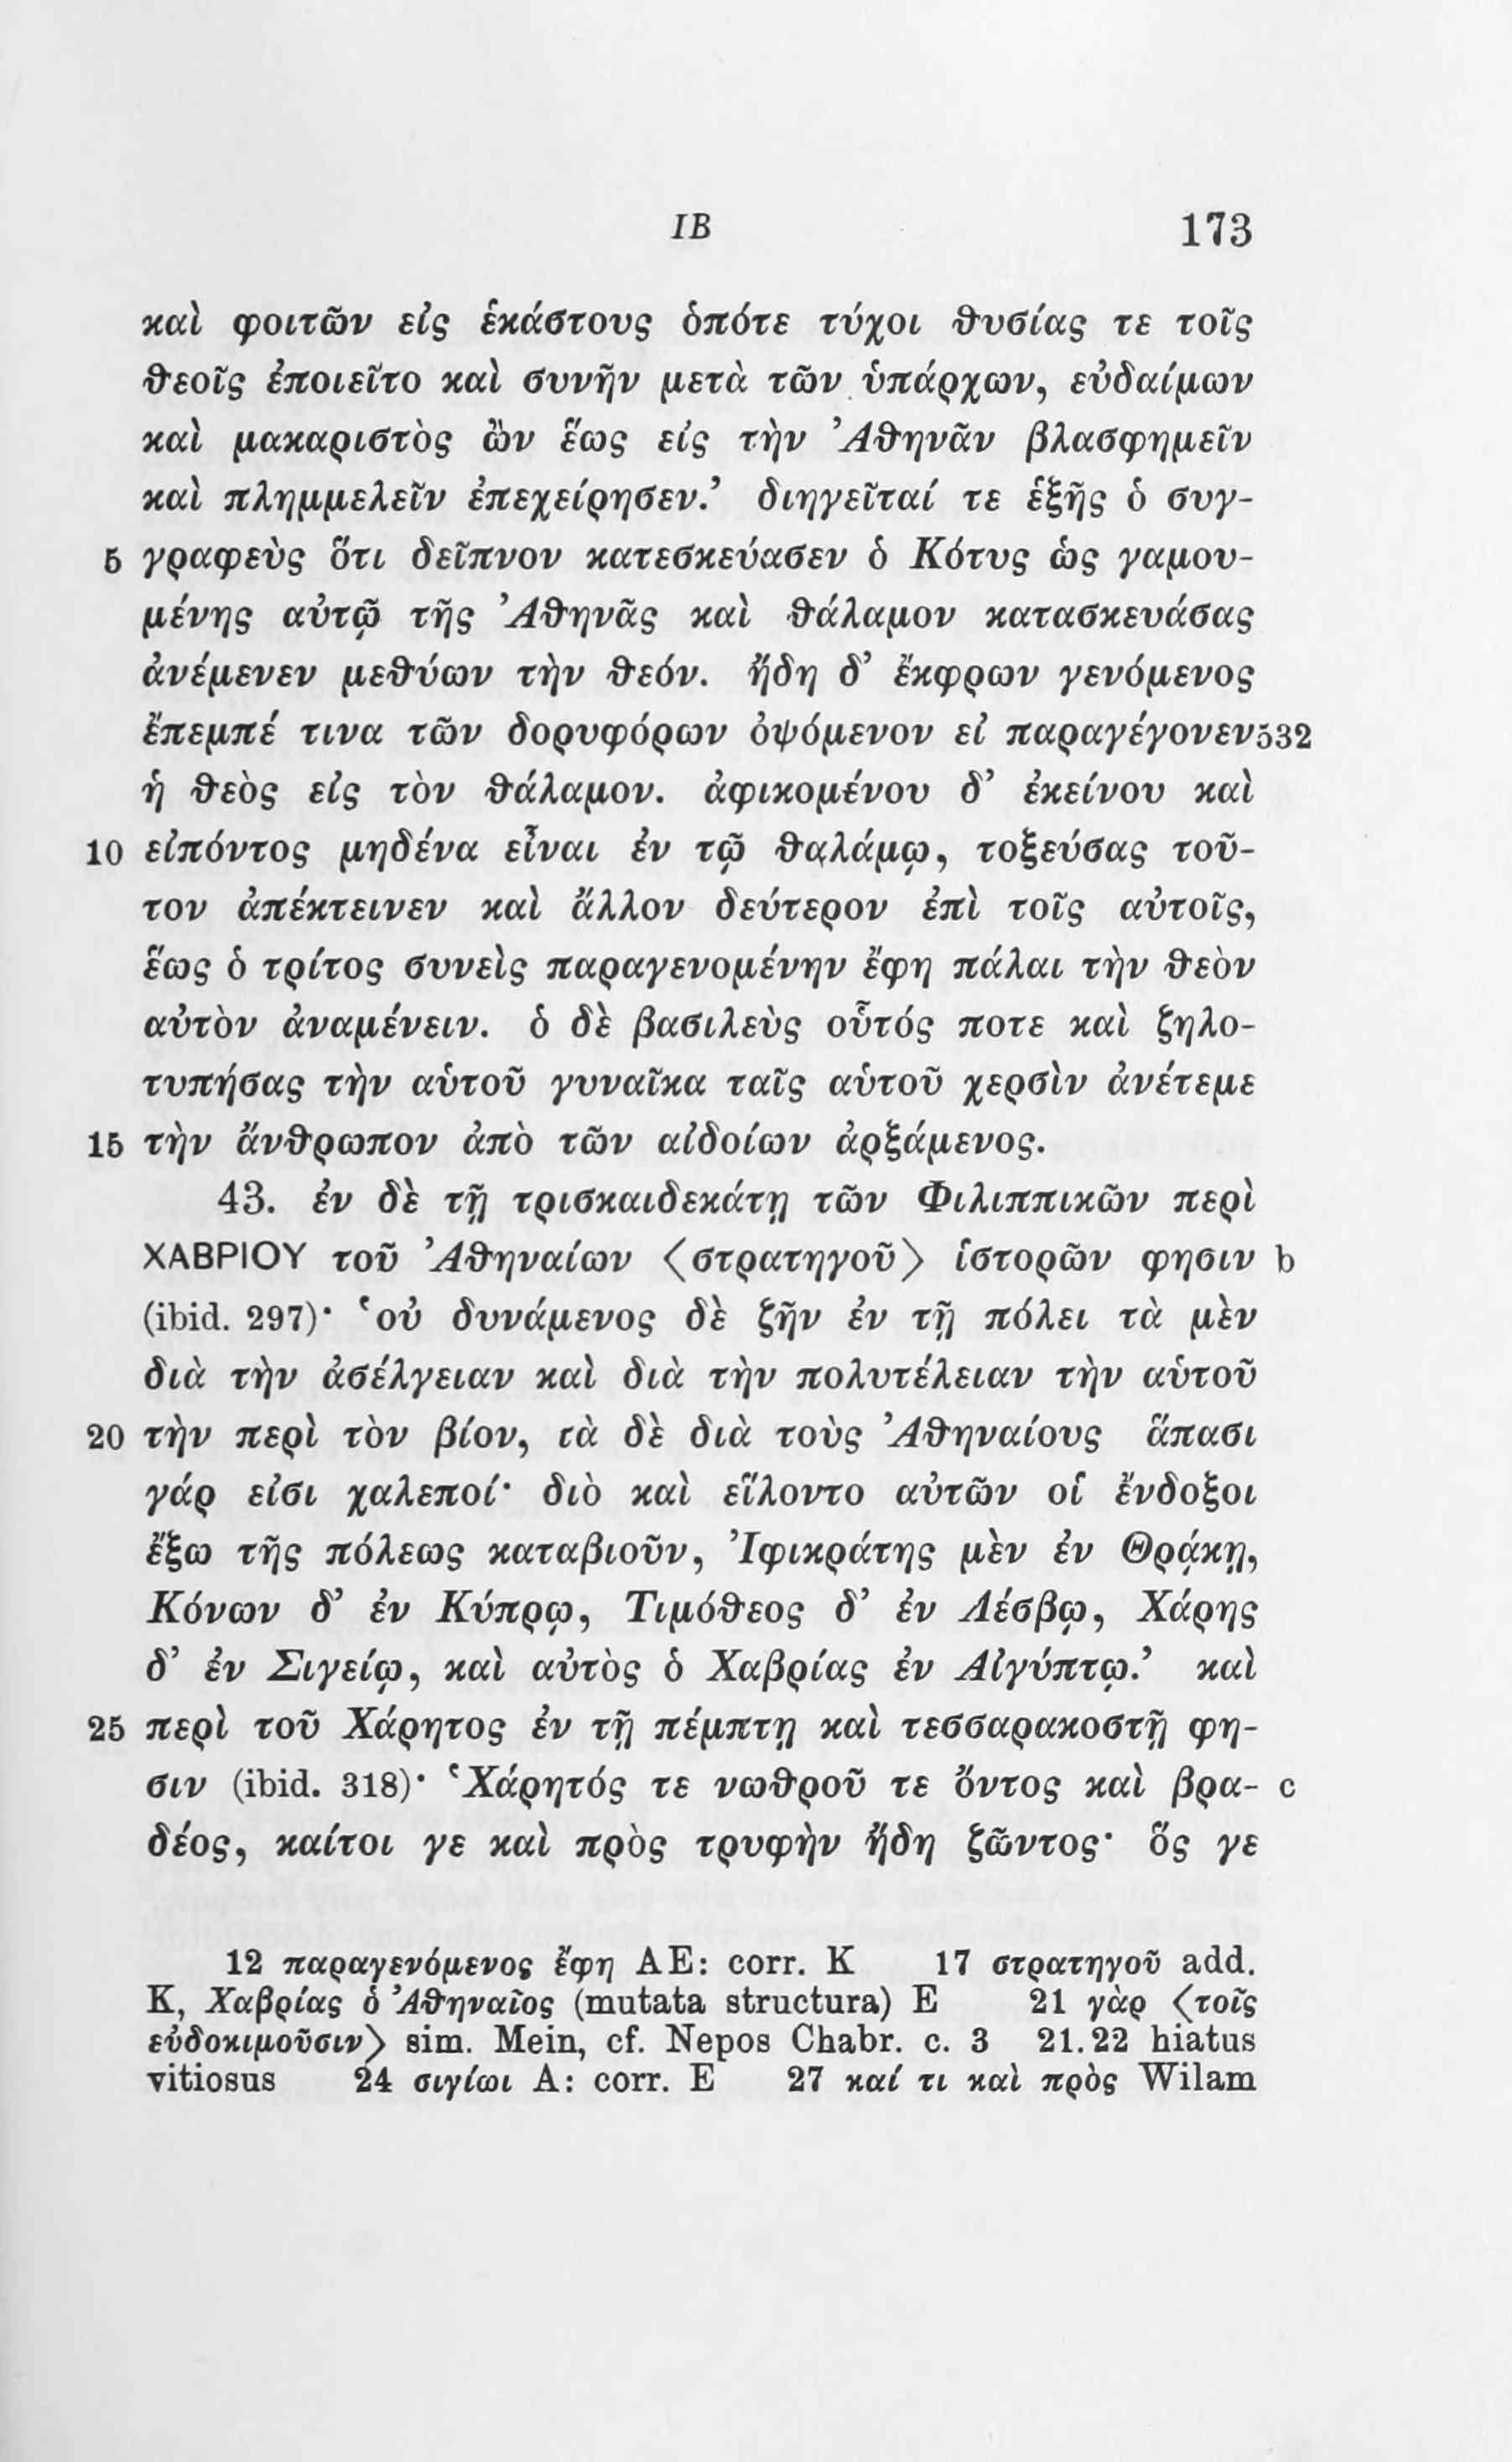 IB 173
καὶ φοιτῶν εἰς ἑκάστους ὁπότε τύχοι θυσίας τε τοῖς
θεοῖς ἐποιεῖτο καὶ συνῆν μετὰ τῶν ὑπάρχων, εὐδαίμων
καὶ μακαριστὸς ὢν ἕως εἰς τὴν Ἀθηνᾶν βλασφημεῖν
καὶ πλημμελεῖν ἐπεχείρησεν.’ διηγεῖταί τε ἑξῆς ὁ συγ-
5 γραφεὺς ὅτι δεῖπνον κατεσκεύασεν ὁ Κότυς ὡς γαμου-
μένης αὐτῷ τῆς Ἀθηνᾶς καὶ θάλαμον κατασκευάσας
ἀνέμενεν μεθύων τὴν θεόν. ἤδη δ’ ἔκφρων γενόμενος
ἔπεμπέ τινα τῶν δορυφόρων ὀψόμενον εἰ παραγέγονεν 532
ἡ θεὸς εἰς τὸν θάλαμον. ἀφικομένου δ’ ἐκείνου καὶ
10 εἰπόντος μηδένα εἶναι ἐν τῷ θαλάμῳ, τοξεύσας τοῦ-
τον ἀπέκτεινεν καὶ ἄλλον δεύτερον ἐπὶ τοῖς αὐτοῖς,
ἕως ὁ τρίτος συνεὶς παραγενομένην ἔφη πάλαι τὴν θεὸν
αὐτὸν ἀναμένειν. ὁ δὲ βασιλεὺς οὗτός ποτε καὶ ζηλο-
τυπήσας τὴν αὑτοῦ γυναῖκα ταῖς αὑτοῦ χερσὶν ἀνέτεμε
15 τὴν ἄνθρωπον ἀπὸ τῶν αἰδοίων ἀρξάμενος.
43. ἐν δὲ τῇ τρισκαιδεκάτῃ τῶν Φιλιππικῶν περὶ
ΧΑΒΡΙΟΥ τοῦ Ἀθηναίων ⟨στρατηγοῦ⟩ ἱστορῶν φησιν b
(ibid. 297)· ‘οὐ δυνάμενος δὲ ζῆν ἐν τῇ πόλει τὰ μὲν
διὰ τὴν ἀσέλγειαν καὶ διὰ τὴν πολυτέλειαν τὴν αὑτοῦ
20 τὴν περὶ τὸν βίον, τὰ δὲ διὰ τοὺς Ἀθηναίους ἅπασι
γάρ εἰσι χαλεποί· διὸ καὶ εἵλοντο αὐτῶν οἱ ἔνδοξοι
ἔξω τῆς πόλεως καταβιοῦν, Ἰφικράτης μὲν ἐν Θρᾴκῃ,
Κόνων δ’ ἐν Κύπρῳ, Τιμόθεος δ’ ἐν Λέσβῳ, Χάρης
δ’ ἐν Σιγείῳ, καὶ αὐτὸς ὁ Χαβρίας ἐν Αἰγύπτῳ.’ καὶ
25 περὶ τοῦ Χάρητος ἐν τῇ πέμπτῃ καὶ τεσσαρακοστῇ φη-
σιν (ibid. 318)· ‘Χάρητός τε νωθροῦ τε ὄντος καὶ βρα- c
δέος, καίτοι γε καὶ πρὸς τρυφὴν ἤδη ζῶντος· ὅς γε
12 παραγενόμενος ἔφη AE: corr. K 17 στρατηγοῦ add.
K, Χαβρίας ὁ Ἀθηναῖος (mutata structura) E 21 γὰρ ⟨τοῖς
εὐδοκιμοῦσιν⟩ sim. Mein, cf. Nepos Chabr. c. 3 21.22 hiatus
vitiosus 24 σιγίωι A: corr. E 27 καί τι καὶ πρὸς Wilam